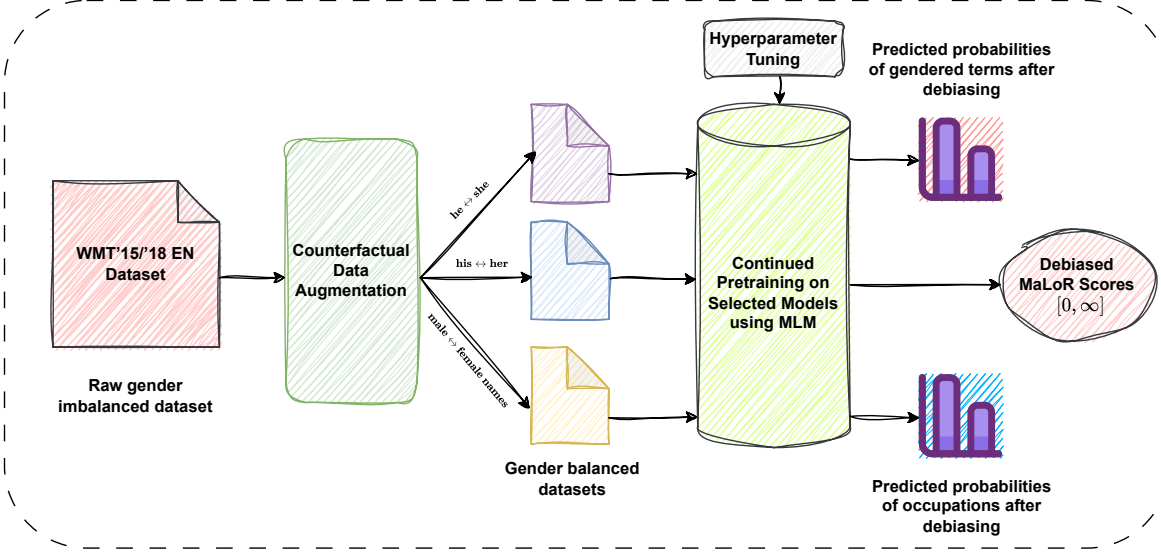 Hyperparameter
Tuning
Predicted probabilities
of gendered terms after
debiasing
WMT'15/'18 EN
Dataset
Raw gender
imbalanced dataset
Counterfactual
Data
Augmentation
he ↔ she
his ↔ her
male ↔ female names
Gender balanced
datasets
Continued
Pretraining on
Selected Models
using MLM
Debiased
MaLoR Scores
[0, ∞]
Predicted probabilities
of occupations after
debiasing